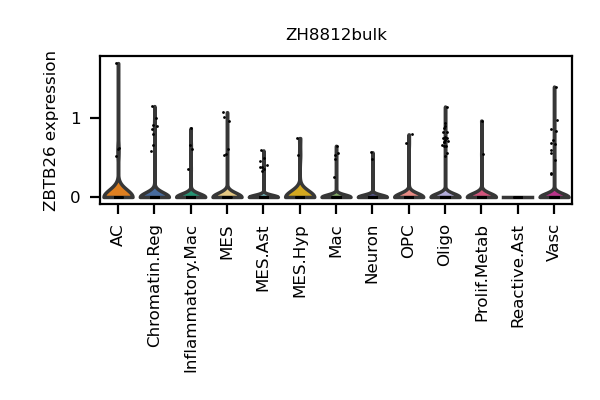 ZH8812bulk
ZBTB26 expression
1
0
AC
Chromatin.Reg
Inflammatory.Mac
MES
MES.Ast
MES.Hyp
Mac
Neuron
OPC
Oligo
Prolif.Metab
Reactive.Ast
Vasc